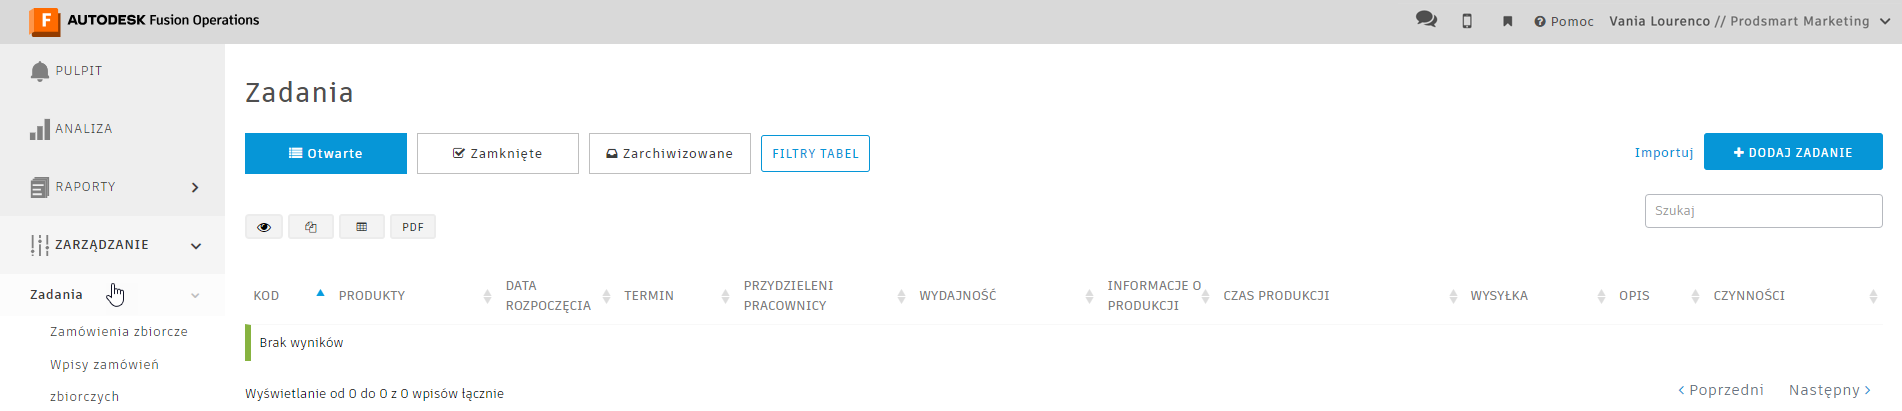 F AUTODESK Fusion Operations
Pomoc Vania Lourenco // Prodsmart Marketing
PULPIT
ANALIZA
RAPORTY
ZARZĄDZANIE
Zadania
Zamówienia zbiorcze
Wpisy zamówień
zbiorczych
Zadania
Otwarte Zamknięte Zarchiwizowane FILTRY TABEL Importuj + DODAJ ZADANIE
Szukaj
PDF
KOD PRODUKTY DATA ROZPOCZĘCIA TERMIN PRZYDZIELENI PRACOWNICY WYDAJNOŚĆ INFORMACJE O PRODUKCJI CZAS PRODUKCJI WYSYŁKA OPIS CZYNNOŚCI
Brak wyników
Wyświetlanie od 0 do 0 z 0 wpisów łącznie
< Poprzedni Następny >